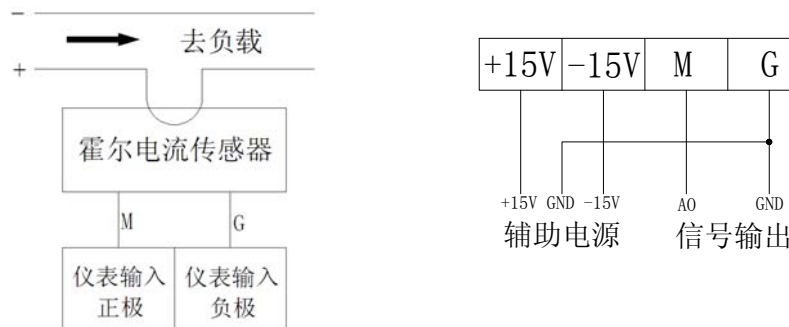 −
去负载
+
霍尔电流传感器
M
G
仪表输入
正极
仪表输入
负极
+15V
-15V
M
G
+15V GND -15V
AO
GND
辅助电源
信号输出